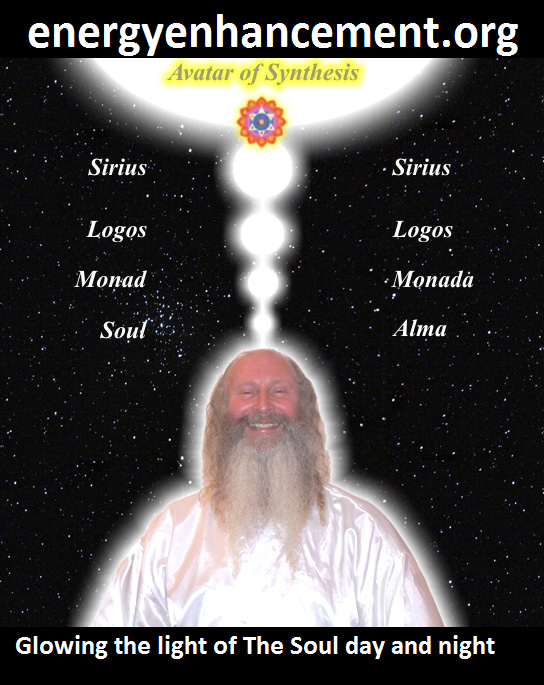 energyenhancement.org
Avatar of Synthesis
Sirius Sirius
Logos Logos
Monad Monada
Soul Alma
Glowing the light of The Soul day and night